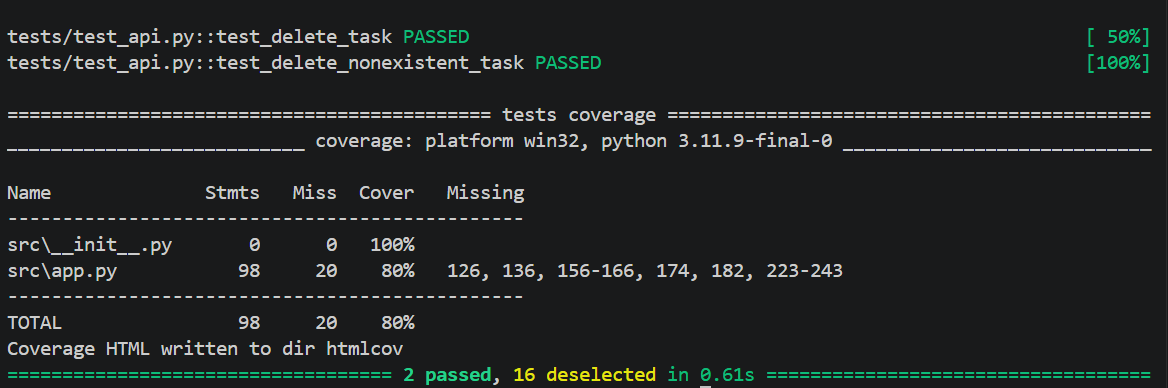 tests/test_api.py::test_delete_task PASSED [ 50%]
tests/test_api.py::test_delete_nonexistent_task PASSED [100%]
============================================ tests coverage ============================================
___________________________ coverage: platform win32, python 3.11.9-final-0 ____________________________
Name Stmts Miss Cover Missing
-----------------------------------------------
src\__init__.py 0 0 100%
src\app.py 98 20 80% 126, 136, 156-166, 174, 182, 223-243
-----------------------------------------------
TOTAL 98 20 80%
Coverage HTML written to dir htmlcov
=================================== 2 passed, 16 deselected in 0.61s ===================================